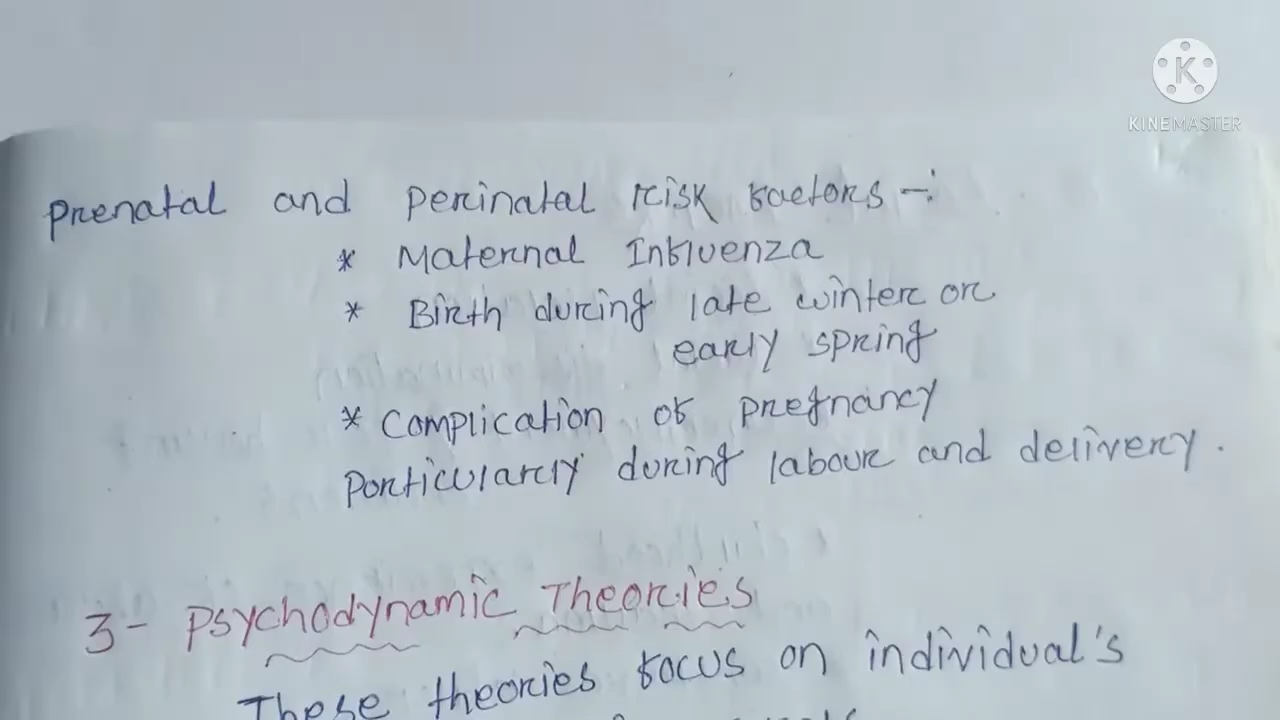 K
KINEMASTER
Prenatal and Perinatal risk factors -:
* Maternal Influenza
* Birth during late winter or
early spring
* Complication of pregnancy
Porticularly during labour and delivery.
3- Psychodynamic Theories
These theories focus on individual's